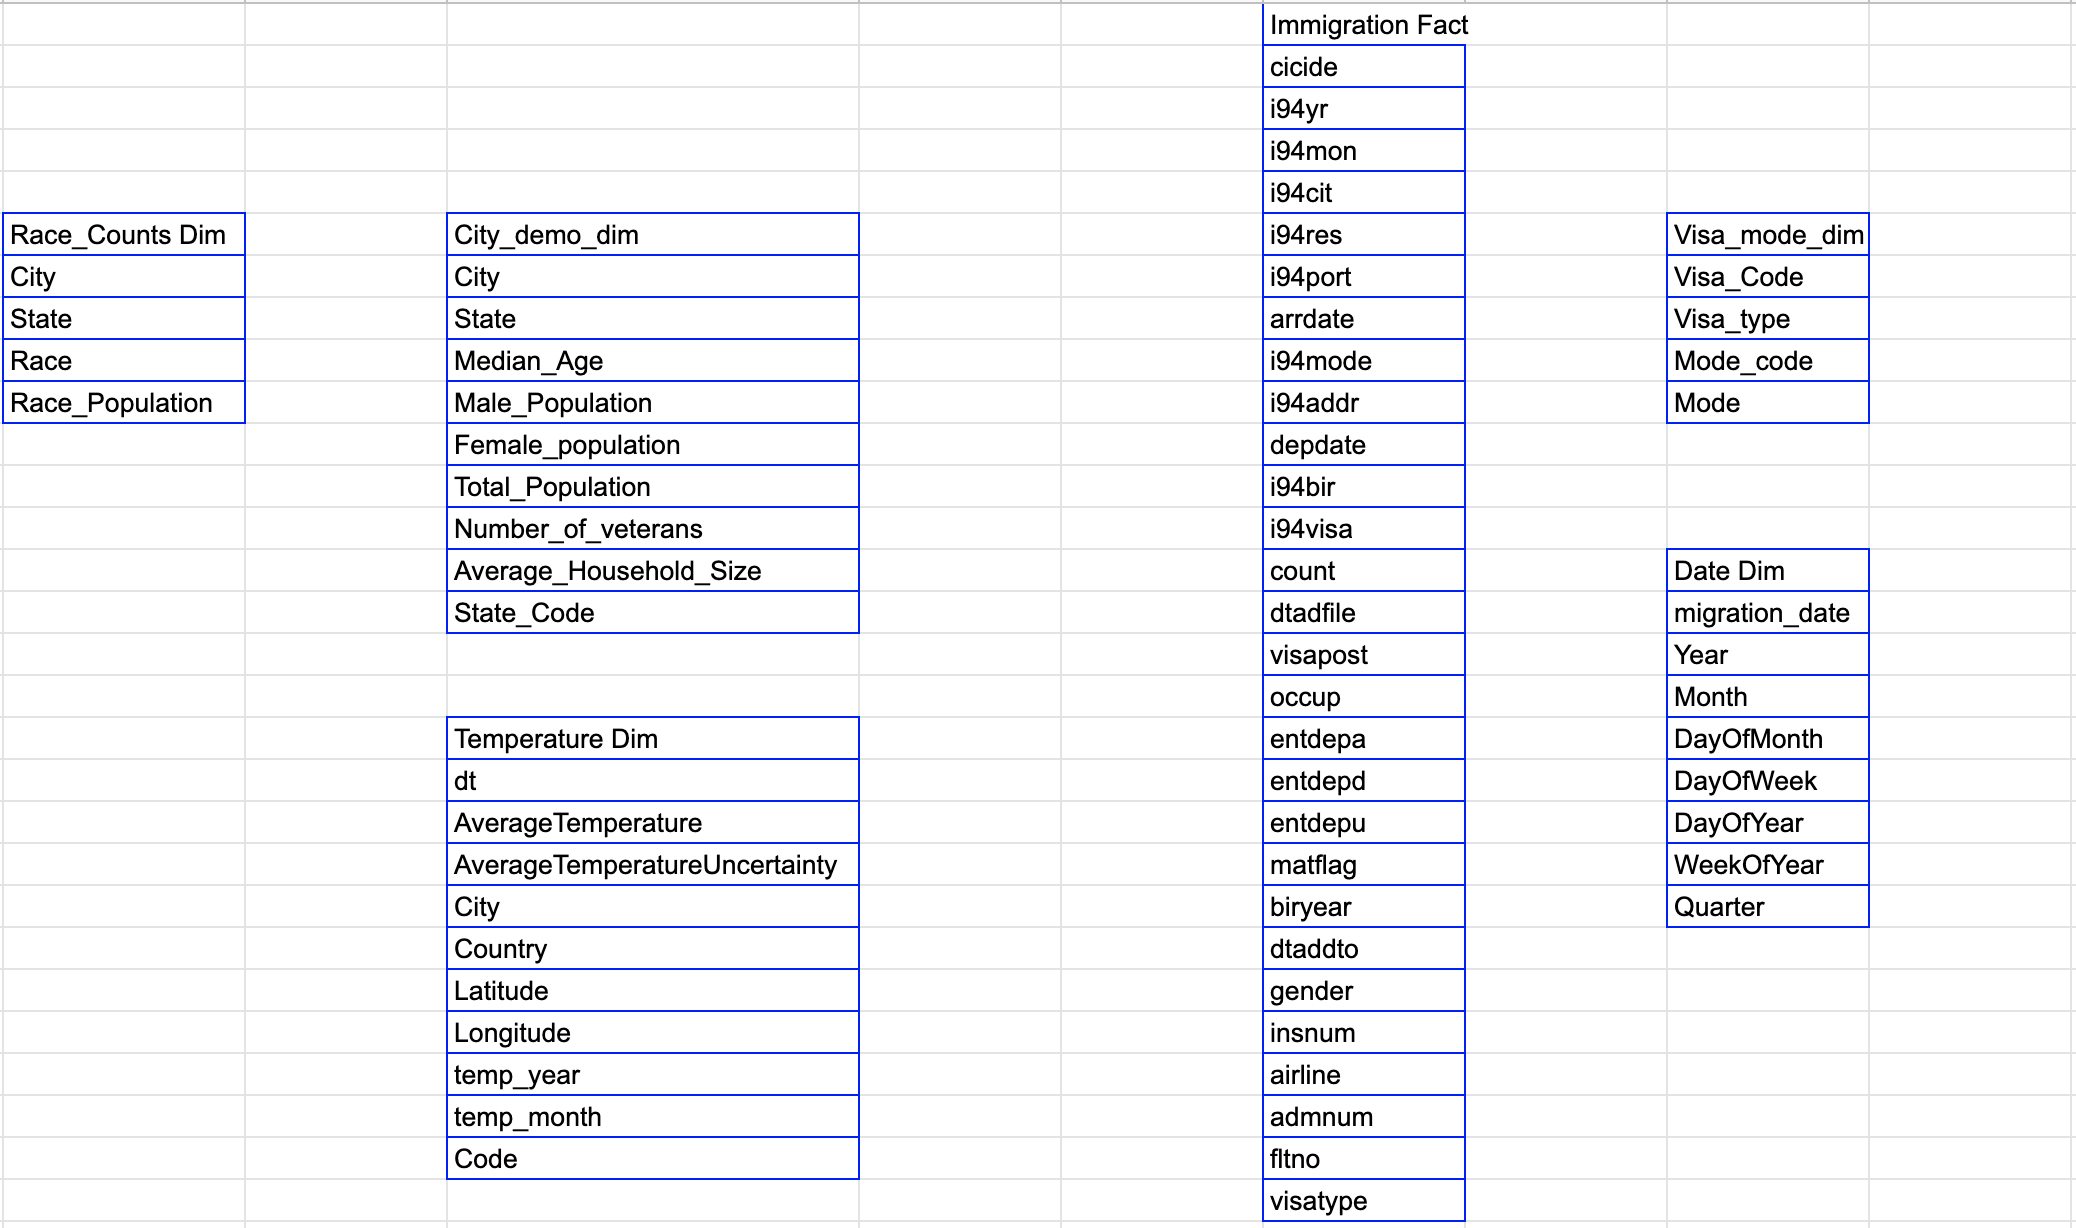 Immigration Fact
cicide
i94yr
i94mon
i94cit
i94res
i94port
arrdate
i94mode
i94addr
depdate
i94bir
i94visa
count
dtadfile
visapost
occup
entdepa
entdepd
entdepu
matflag
biryear
dtaddto
gender
insnum
airline
admnum
fltno
visatype
Race_Counts Dim
City
State
Race
Race_Population
City_demo_dim
City
State
Median_Age
Male_Population
Female_population
Total_Population
Number_of_veterans
Average_Household_Size
State_Code
Temperature Dim
dt
AverageTemperature
AverageTemperatureUncertainty
City
Country
Latitude
Longitude
temp_year
temp_month
Code
Visa_mode_dim
Visa_Code
Visa_type
Mode_code
Mode
Date Dim
migration_date
Year
Month
DayOfMonth
DayOfWeek
DayOfYear
WeekOfYear
Quarter